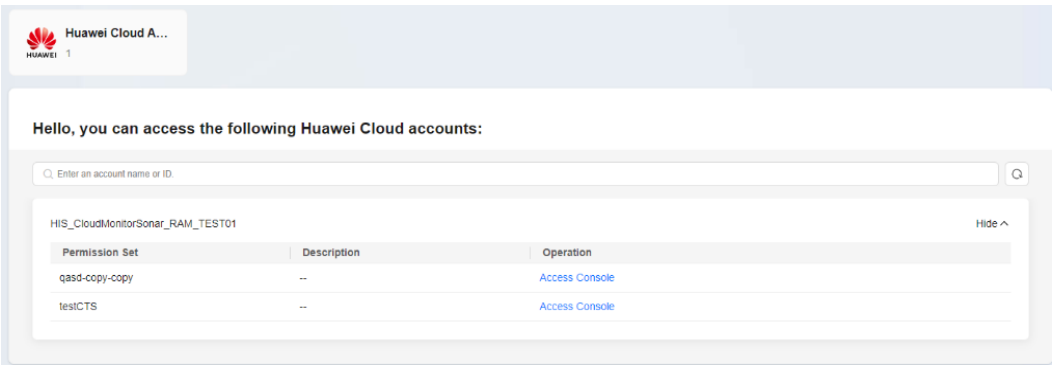 Huawei Cloud A...
HUAWEI 1
Hello, you can access the following Huawei Cloud accounts:
Enter an account name or ID.
HIS_CloudMonitorSonar_RAM_TEST01 Hide
Permission Set Description Operation
qasd-copy-copy -- Access Console
testCTS -- Access Console